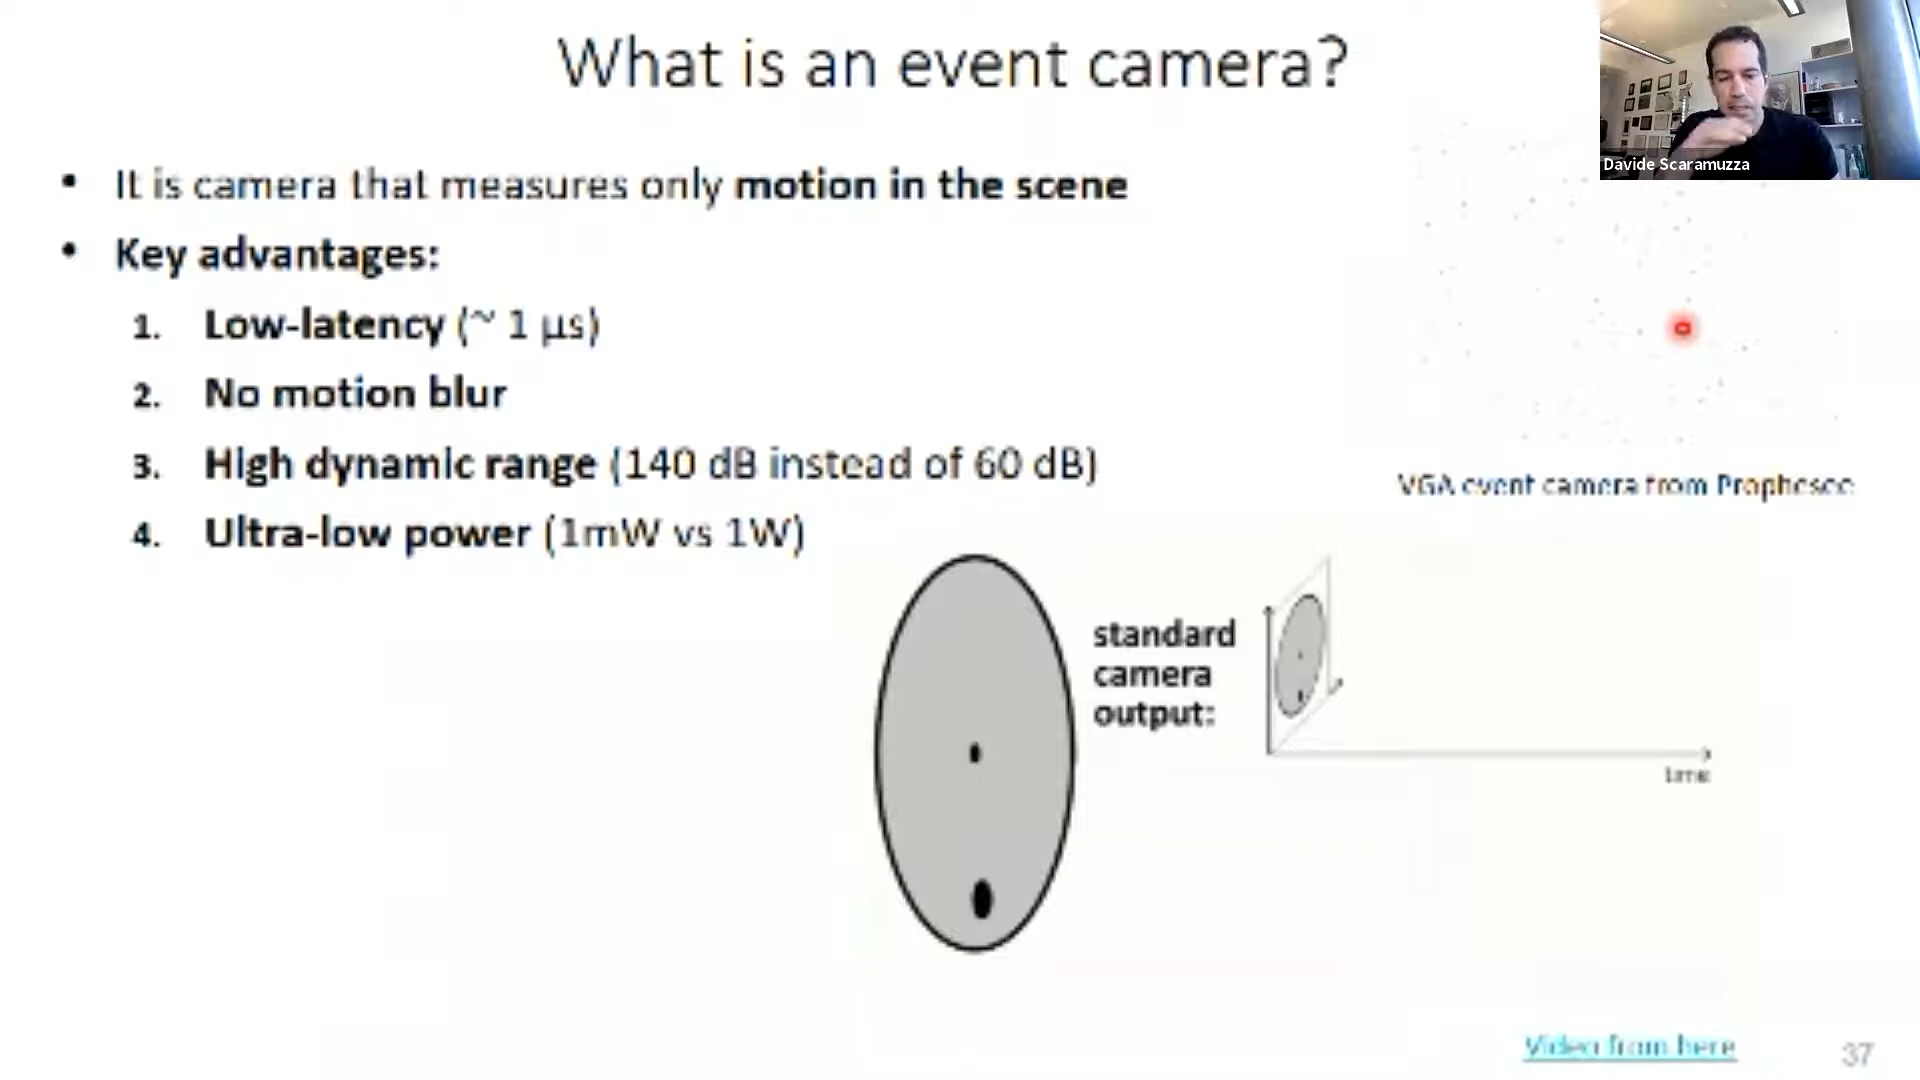 What is an event camera?
Davide Scaramuzza
• It is camera that measures only motion in the scene
• Key advantages:
1. Low-latency (~ 1 μs)
2. No motion blur
3. High dynamic range (140 dB instead of 60 dB)
4. Ultra-low power (1mW vs 1W)
VGA event camera from Prophesee
standard
camera
output:
time
Video from here
37